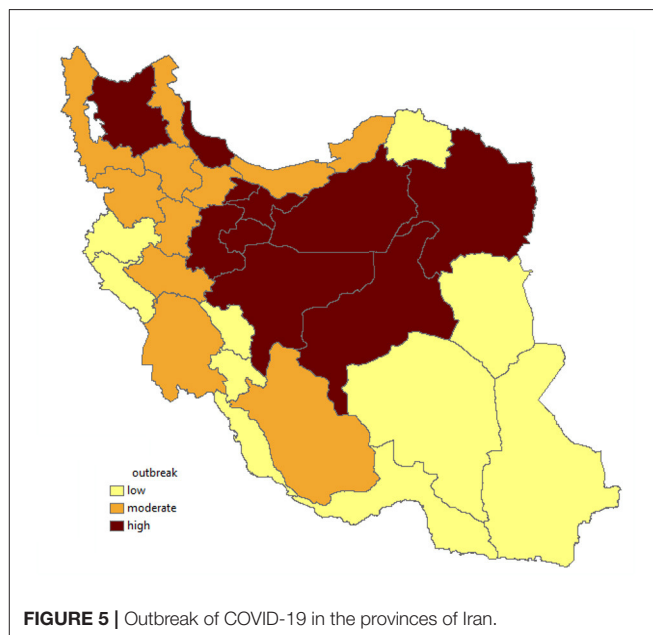 outbreak
low
moderate
high
FIGURE 5 | Outbreak of COVID-19 in the provinces of Iran.